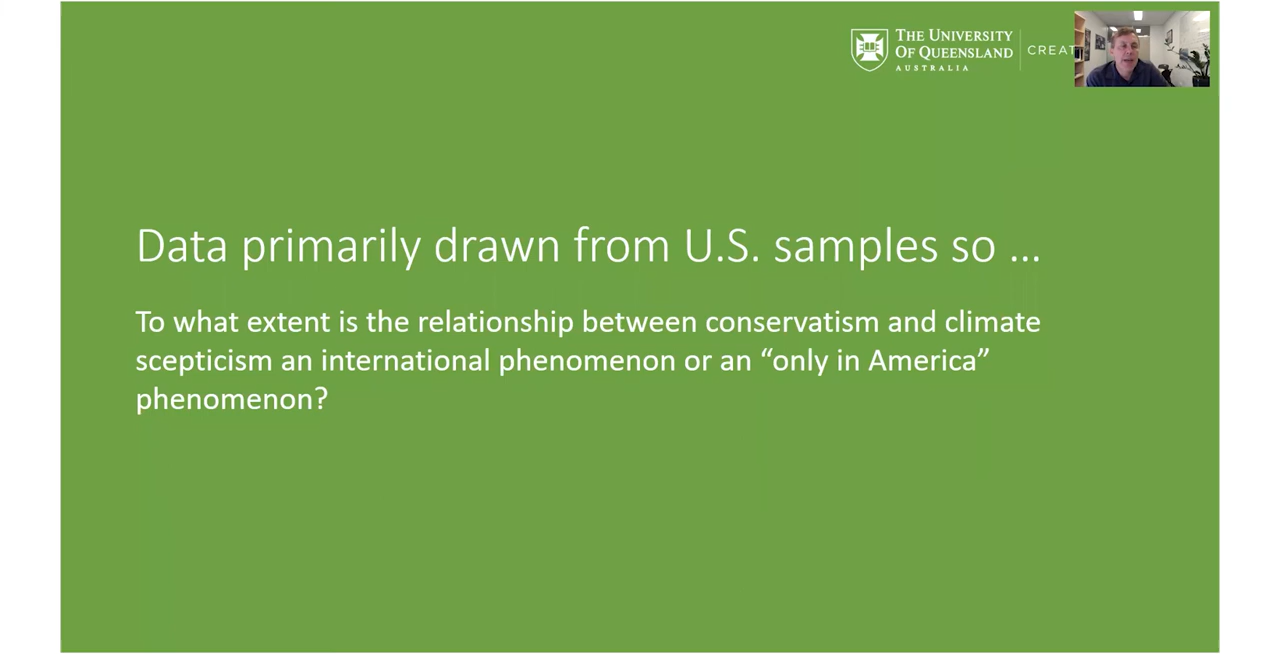 THE UNIVERSITY
OF QUEENSLAND
AUSTRALIA
CREAT
Data primarily drawn from U.S. samples so ...
To what extent is the relationship between conservatism and climate
scepticism an international phenomenon or an “only in America”
phenomenon?